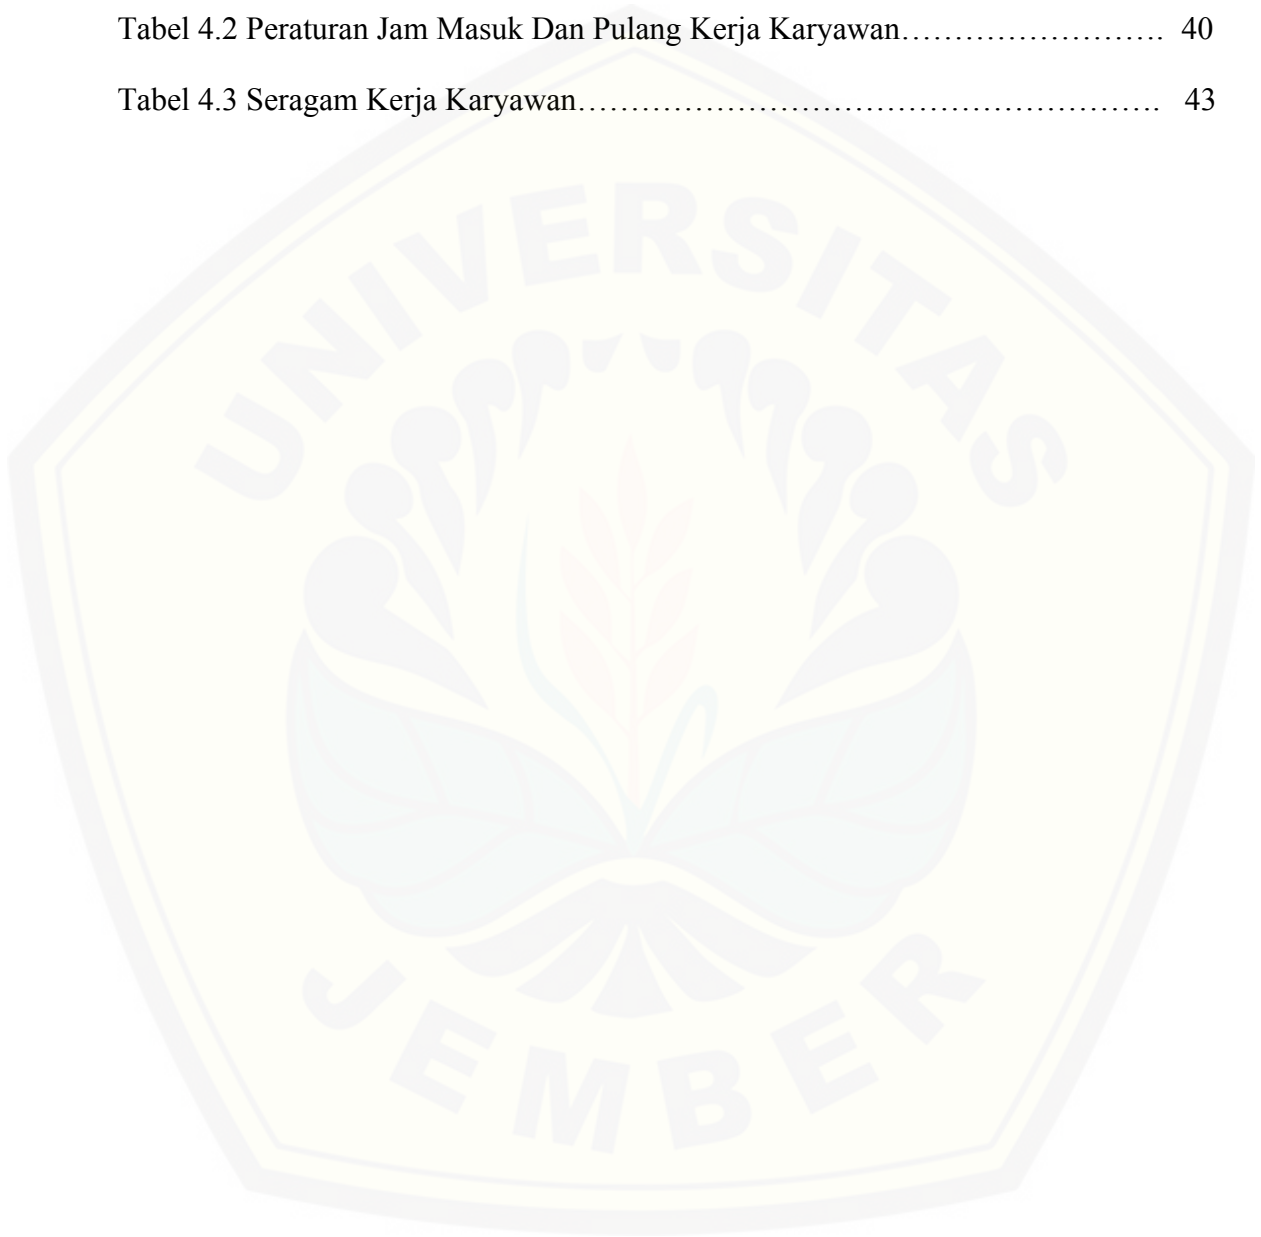 Tabel 4.2 Peraturan Jam Masuk Dan Pulang Kerja Karyawan……………………. 40
Tabel 4.3 Seragam Kerja Karyawan………………………………………………. 43
UNIVERSITAS
JEMBER